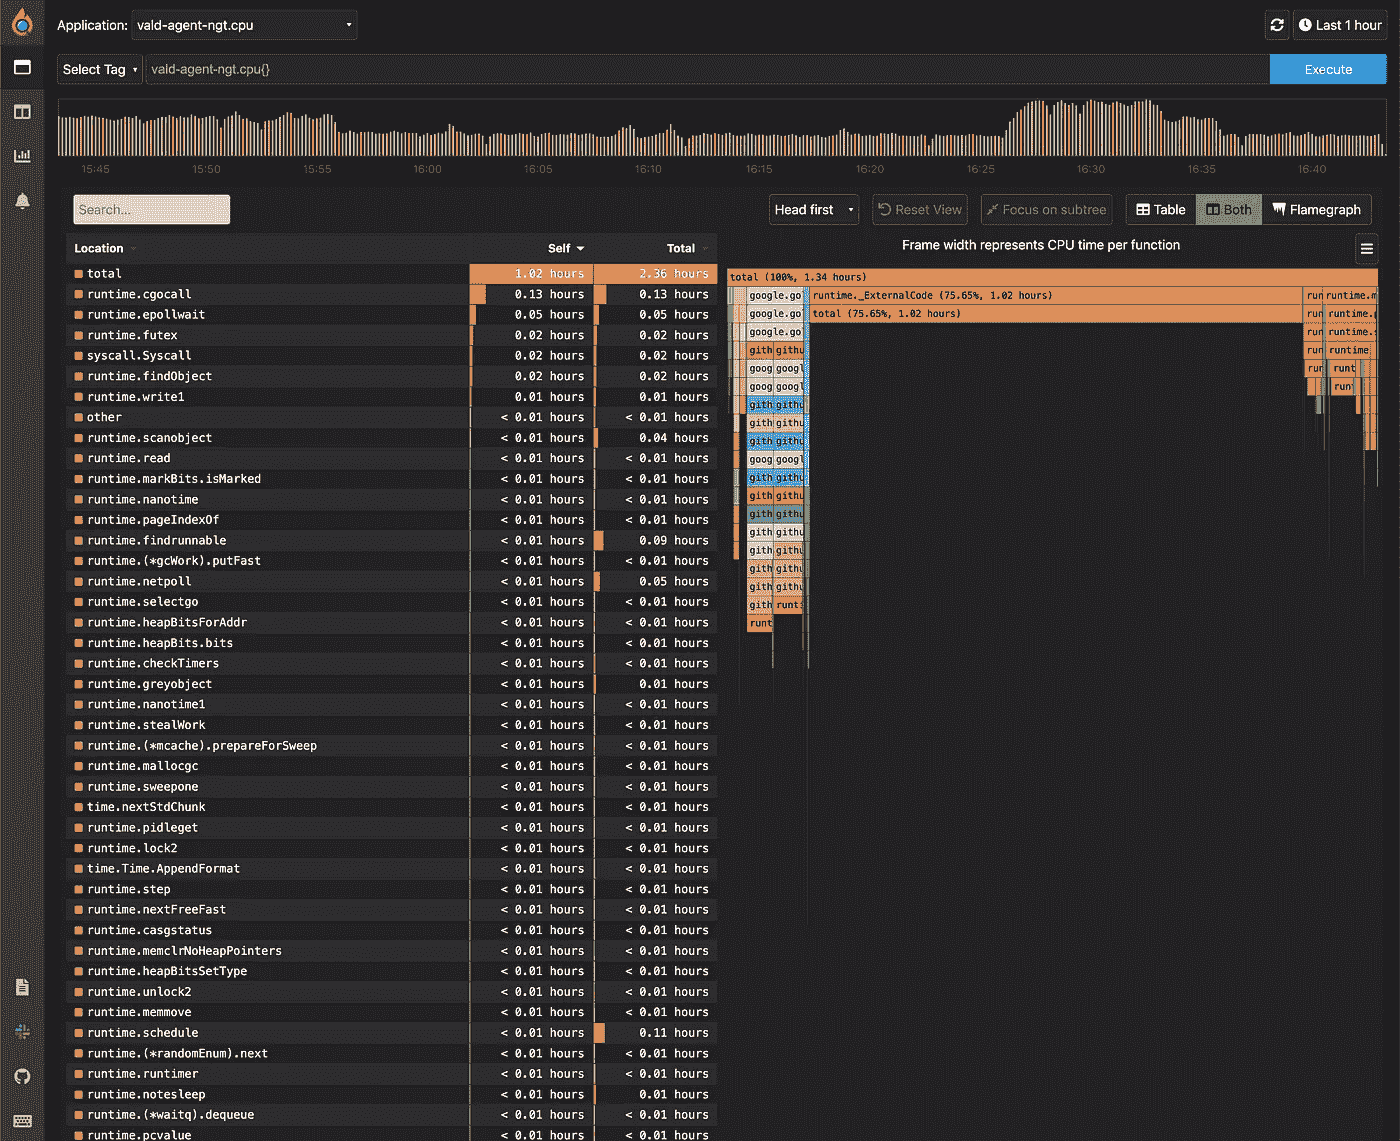 Application: vald-agent-ngt.cpu Last 1 hour
Select Tag vald-agent-ngt.cpu{} Execute
15:45 15:50 15:55 16:00 16:05 16:10 16:15 16:20 16:25 16:30 16:35 16:40
Search... Head first Reset View Focus on subtree Table Both Flamegraph
Location Self Total
total 1.02 hours 2.36 hours
runtime.cgocall 0.13 hours 0.13 hours
runtime.epollwait 0.05 hours 0.05 hours
runtime.futex 0.02 hours 0.02 hours
syscall.Syscall 0.02 hours 0.02 hours
runtime.findObject 0.02 hours 0.02 hours
runtime.write1 0.01 hours 0.01 hours
other < 0.01 hours < 0.01 hours
runtime.scanobject < 0.01 hours 0.04 hours
runtime.read < 0.01 hours < 0.01 hours
runtime.markBits.isMarked < 0.01 hours < 0.01 hours
runtime.nanotime < 0.01 hours < 0.01 hours
runtime.pageIndexOf < 0.01 hours < 0.01 hours
runtime.findrunnable < 0.01 hours 0.09 hours
runtime.(*gcWork).putFast < 0.01 hours < 0.01 hours
runtime.netpoll < 0.01 hours 0.05 hours
runtime.selectgo < 0.01 hours < 0.01 hours
runtime.heapBitsForAddr < 0.01 hours < 0.01 hours
runtime.heapBits.bits < 0.01 hours < 0.01 hours
runtime.checkTimers < 0.01 hours < 0.01 hours
runtime.greyobject < 0.01 hours 0.01 hours
runtime.nanotime1 < 0.01 hours < 0.01 hours
runtime.stealWork < 0.01 hours < 0.01 hours
runtime.(*mcache).prepareForSweep < 0.01 hours < 0.01 hours
runtime.mallocgc < 0.01 hours < 0.01 hours
runtime.sweepone < 0.01 hours < 0.01 hours
time.nextStdChunk < 0.01 hours < 0.01 hours
runtime.pidleget < 0.01 hours < 0.01 hours
runtime.lock2 < 0.01 hours < 0.01 hours
time.Time.AppendFormat < 0.01 hours < 0.01 hours
runtime.step < 0.01 hours < 0.01 hours
runtime.nextFreeFast < 0.01 hours < 0.01 hours
runtime.casgstatus < 0.01 hours < 0.01 hours
runtime.memclrNoHeapPointers < 0.01 hours < 0.01 hours
runtime.heapBitsSetType < 0.01 hours < 0.01 hours
runtime.unlock2 < 0.01 hours < 0.01 hours
runtime.memmove < 0.01 hours < 0.01 hours
runtime.schedule < 0.01 hours 0.11 hours
runtime.(*randomEnum).next < 0.01 hours < 0.01 hours
runtime.runtimer < 0.01 hours < 0.01 hours
runtime.notesleep < 0.01 hours 0.01 hours
runtime.(*waitq).dequeue < 0.01 hours < 0.01 hours
runtime.pcvalue < 0.01 hours < 0.01 hours
Frame width represents CPU time per function
total (100%, 1.34 hours)
google.go runtime._ExternalCode (75.65%, 1.02 hours) run runtime.m
google.go total (75.65%, 1.02 hours) run runtime.p
google.go run runtime.s
gith githu run runtime
goog googl run runt
goog googl run runt
gith githu
gith githu
gith githu
goog googl
gith githu
gith githu
gith githu
gith githu
gith githu
gith githu
gith githu
gith runt
runt